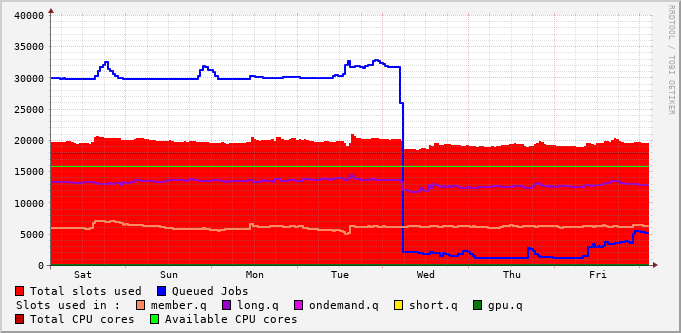 40000
35000
30000
25000
20000
15000
10000
5000
0
Sat Sun Mon Tue Wed Thu Fri
Total slots used Queued Jobs
Slots used in : member.q long.q ondemand.q short.q gpu.q
Total CPU cores Available CPU cores
RRDTOOL / TOBI OETIKER